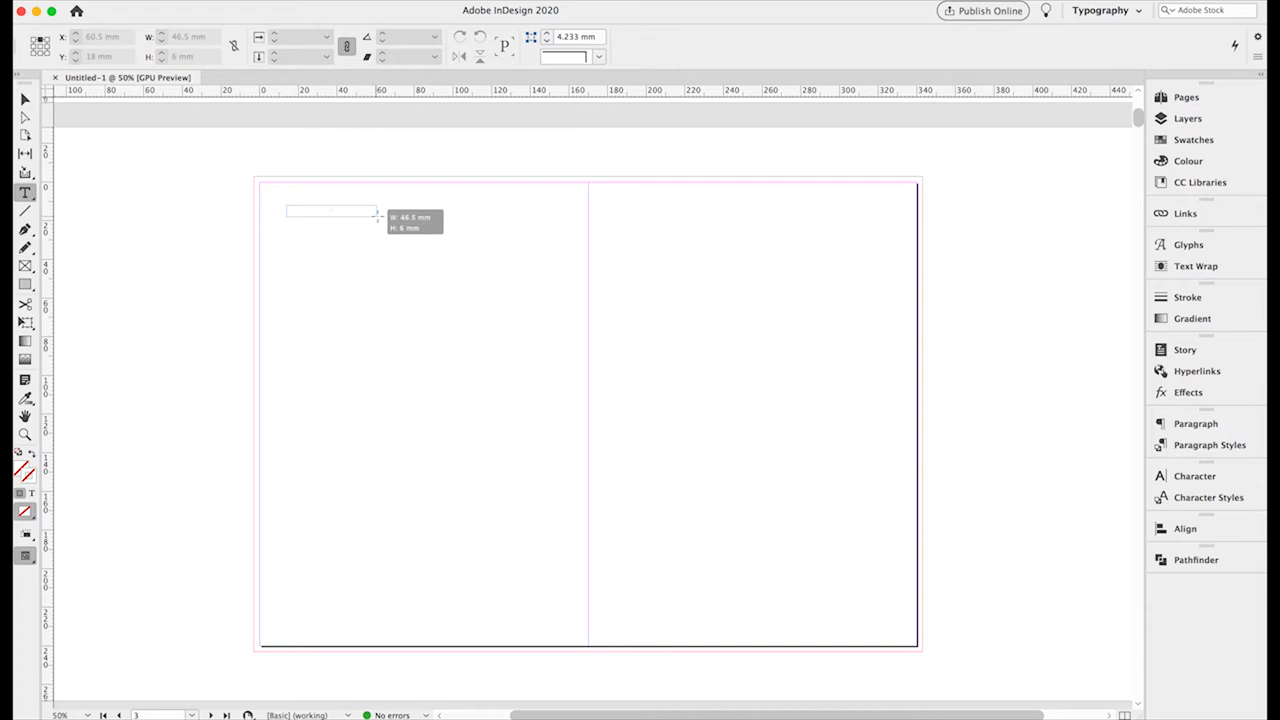 Adobe InDesign 2020
Publish Online
Typography
Adobe Stock
X: 60.5 mm W: 46.5 mm 4.233 mm
Y: 18 mm H: 6 mm
Untitled-1 @ 50% [GPU Preview]
100 80 60 40 20 0 20 40 60 80 100 120 140 160 180 200 220 240 260 280 300 320 340 360 380 400 420 440
W: 46.5 mm
H: 6 mm
Pages
Layers
Swatches
Colour
CC Libraries
Links
Glyphs
Text Wrap
Stroke
Gradient
Story
Hyperlinks
fx Effects
Paragraph
Paragraph Styles
Character
Character Styles
Align
Pathfinder
50% 3 [Basic] (working) No errors